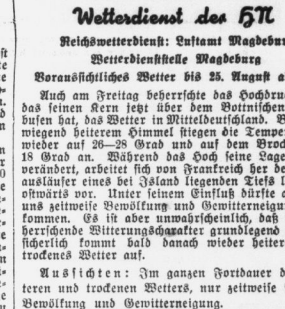 Wetterdienst des HN
Reichswetterdienst: Luftamt Magdebur
Wetterdienststelle Magdeburg
Voraussichtliches Wetter bis 25. August a
Auch am Freitag beherrschte das Hochdru
das seinen Kern jetzt über dem Bottnischen
busen hat, das Wetter in Mitteldeutschland. B
wiegend heiterem Himmel stiegen die Tempe
wieder auf 26—28 Grad und auf dem Brock
18 Grad an. Während das Hoch seine Lage
verändert, arbeitet sich von Frankreich her de
ausläufer eines bei Island liegenden Tiefs l
ostwärts vor. Unter seinem Einfluß dürfte a
uns zeitweise Bewölkung und Gewitterneigu
kommen. Es ist aber unwahrscheinlich, daß
herrschende Witterungscharakter grundlegend
sicherlich kommt bald danach wieder heiter
trockenes Wetter auf.
Aussichten: Im ganzen Fortdauer d
teren und trockenen Wetters, nur zeitweise
Bewölkung und Gewitterneigung.